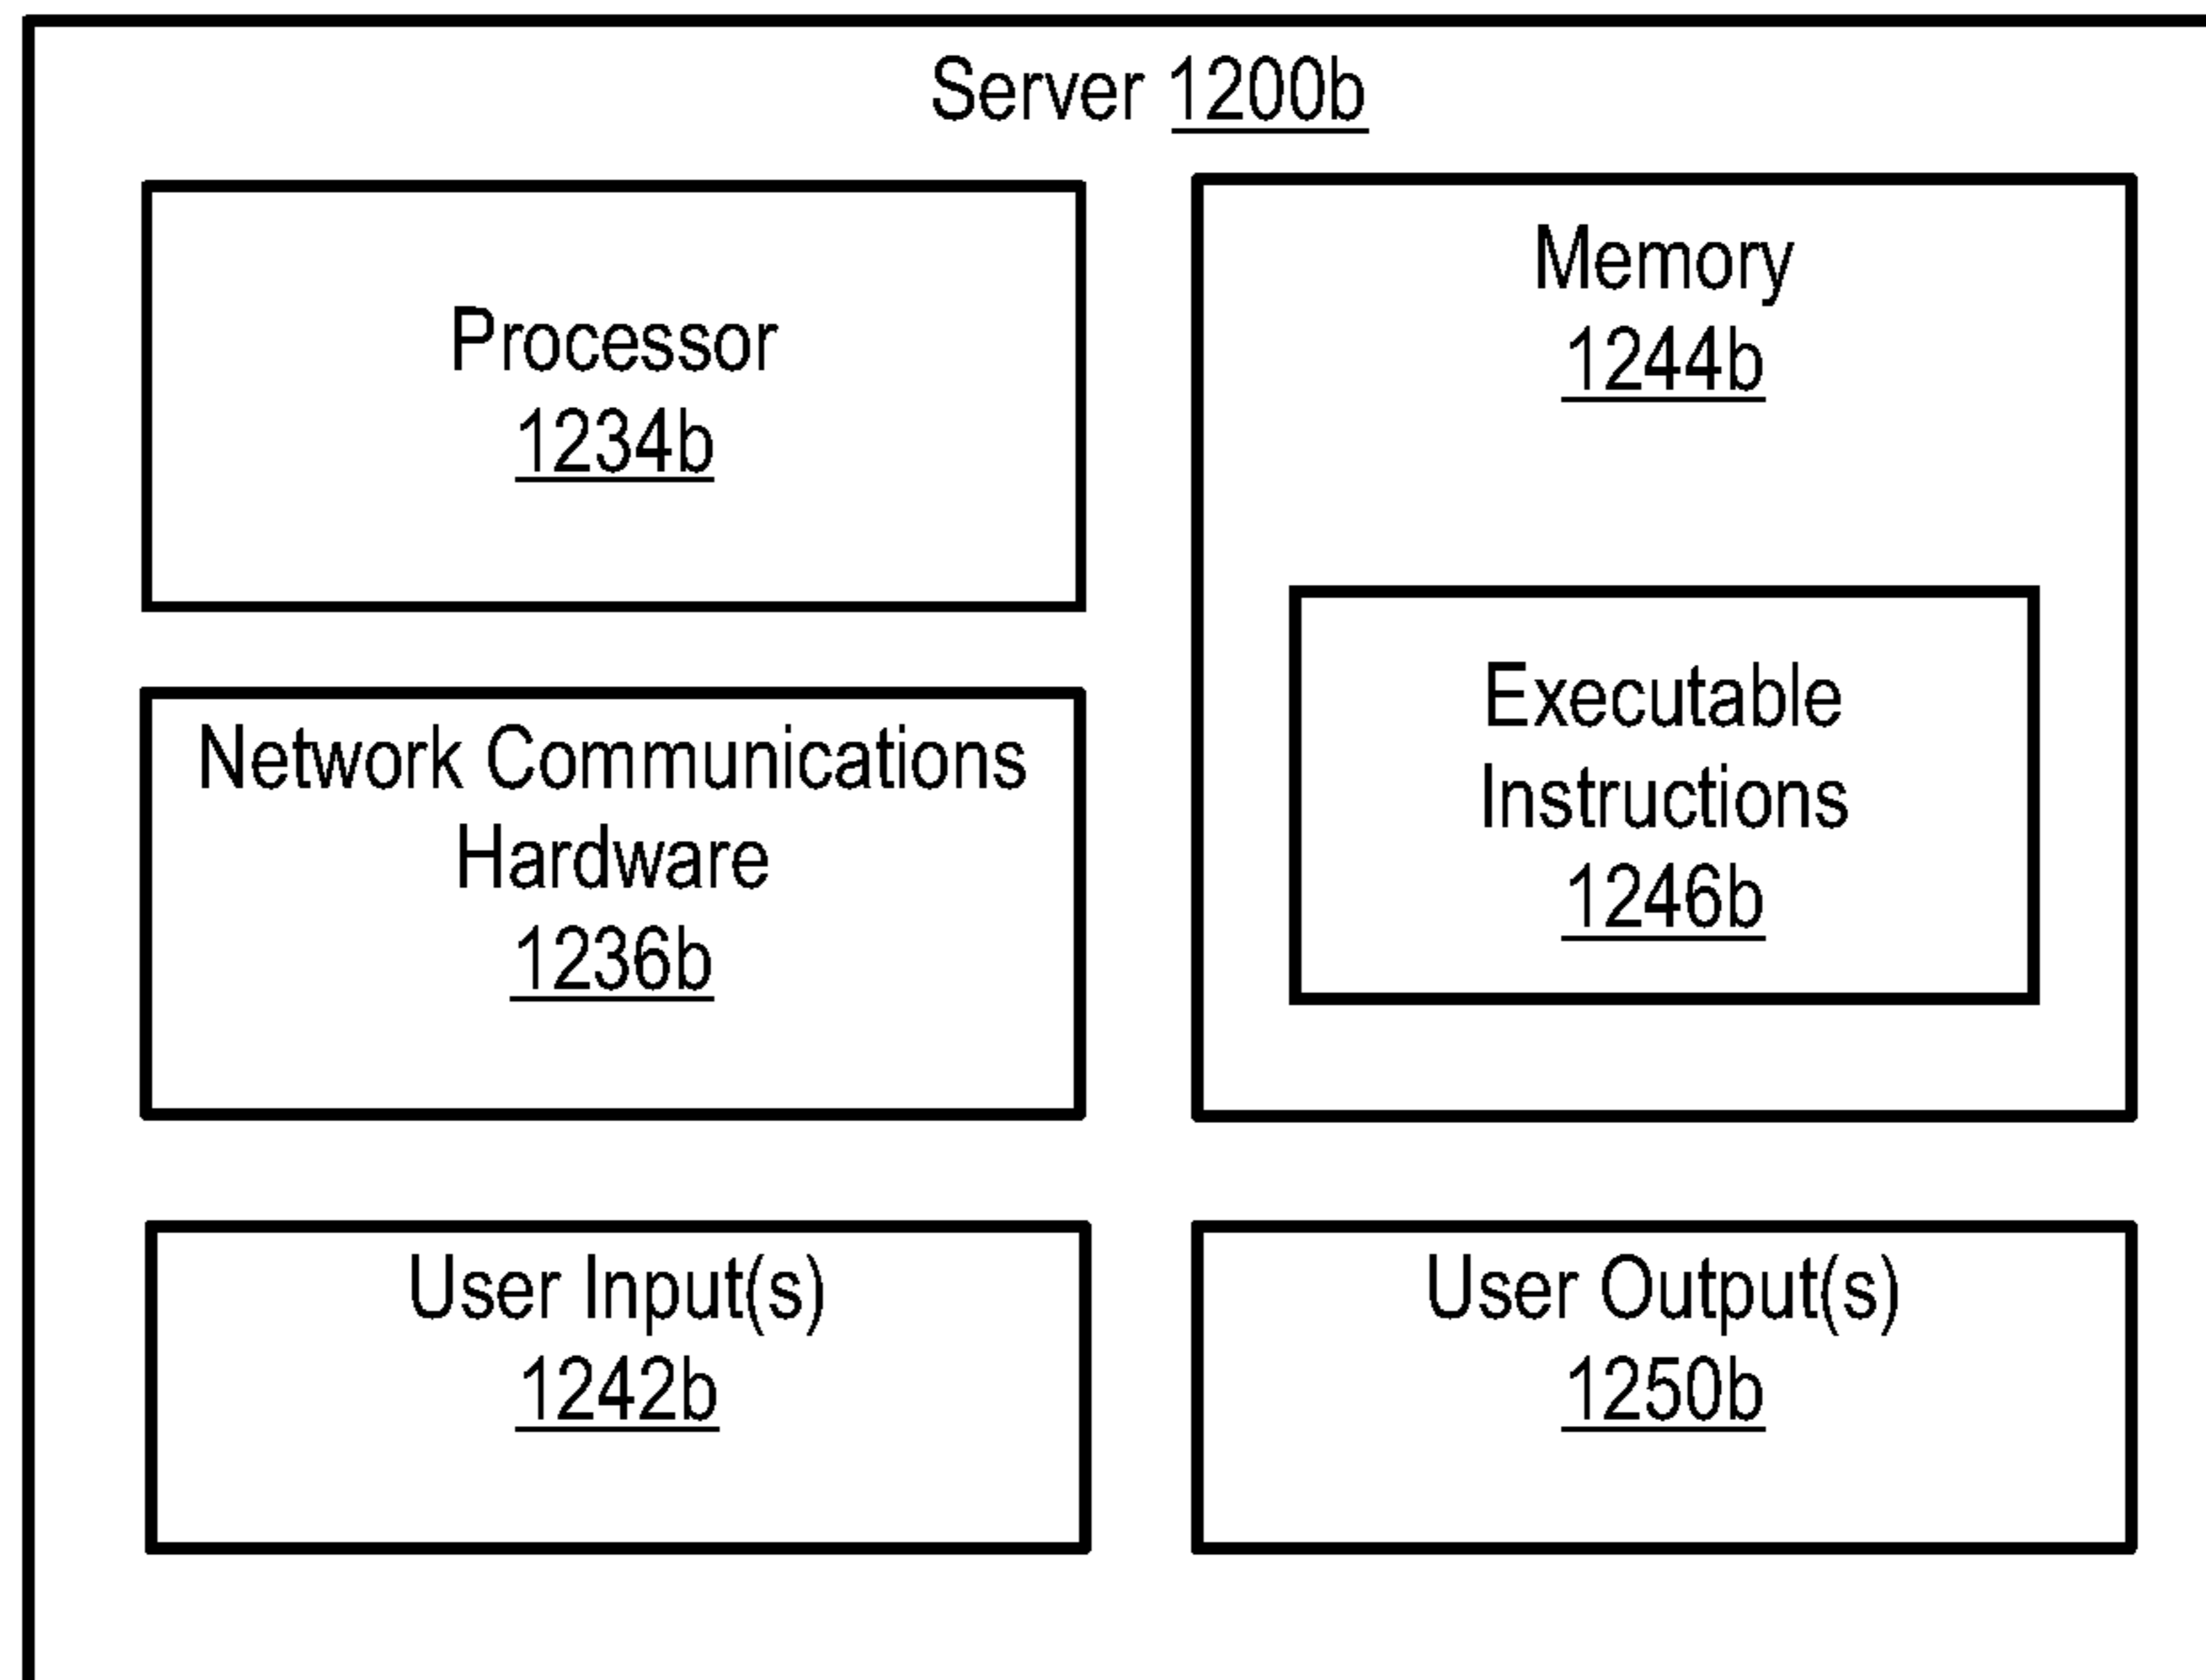 Server 1200b
Processor
1234b
Memory
1244b
Network Communications
Hardware
1236b
Executable
Instructions
1246b
User Input(s)
1242b
User Output(s)
1250b